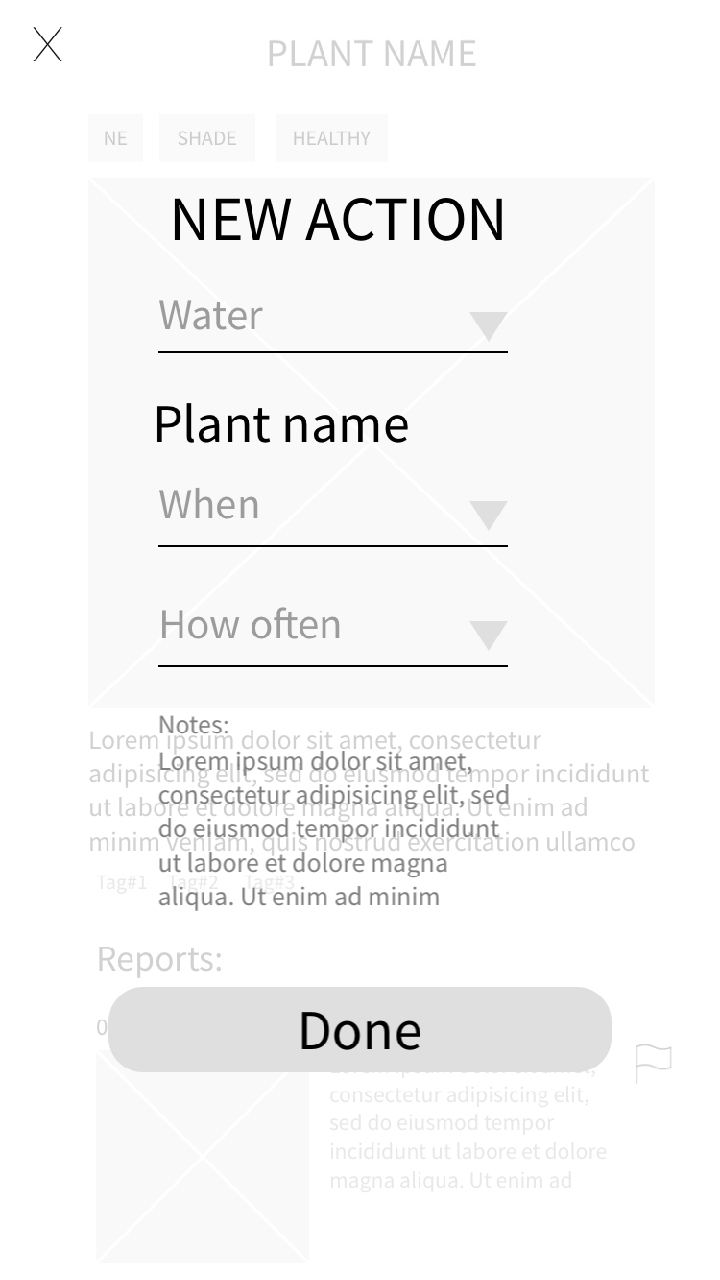 PLANT NAME
NE
SHADE
HEALTHY
NEW ACTION
Water
Plant name
When
How often
Notes:
Lorem ipsum dolor sit amet,
consectetur adipisicing elit, sed
do eiusmod tempor incididunt
ut labore et dolore magna
aliqua. Ut enim ad minim
Lorem ipsum dolor sit amet, consectetur
adipisicing elit, sed do eiusmod tempor incididunt
ut labore et dolore magna aliqua. Ut enim ad
minim veniam, quis nostrud exercitation ullamco
Tag#1 Tag#2 Tag#3
Reports:
0
Done
consectetur adipisicing elit,
sed do eiusmod tempor
incididunt ut labore et dolore
magna aliqua. Ut enim ad